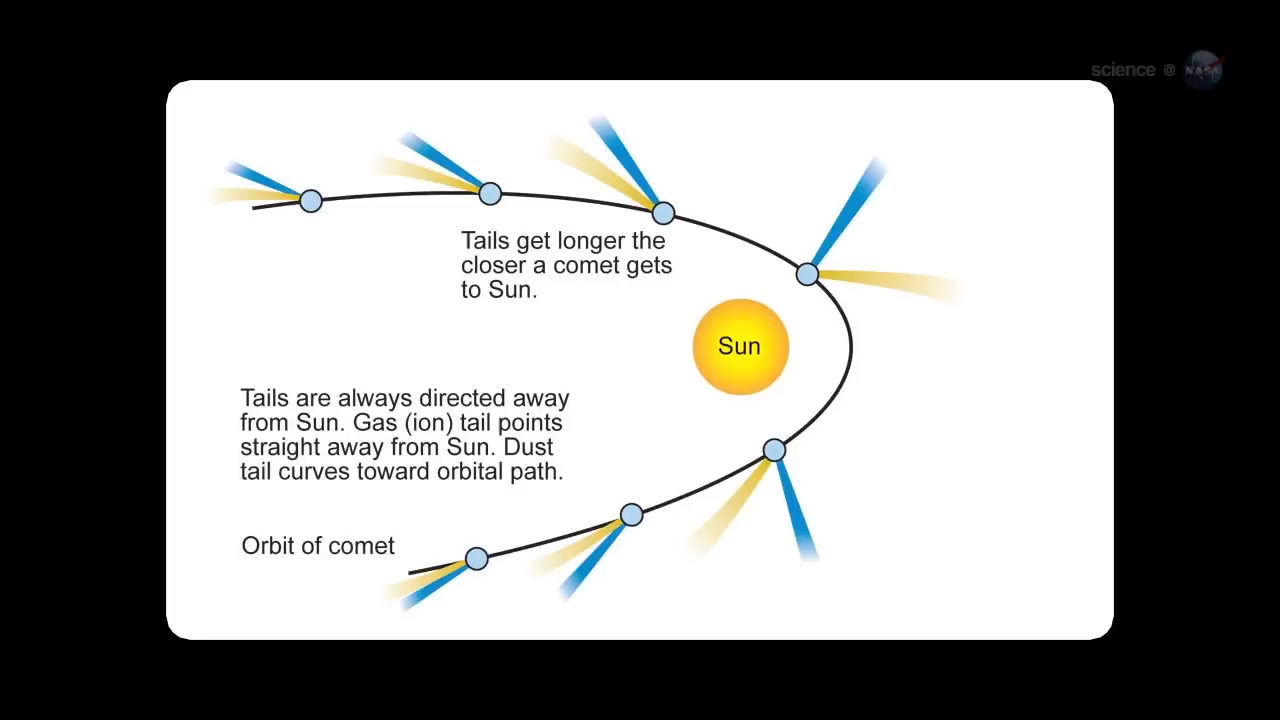 science @ NASA
Tails get longer the
closer a comet gets
to Sun.
Sun
Tails are always directed away
from Sun. Gas (ion) tail points
straight away from Sun. Dust
tail curves toward orbital path.
Orbit of comet